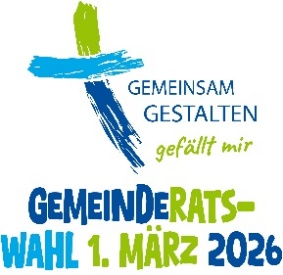 GEMEINSAM
GESTALTEN
gefällt mir
GEMEINDERATS-
WAHL 1. MÄRZ 2026